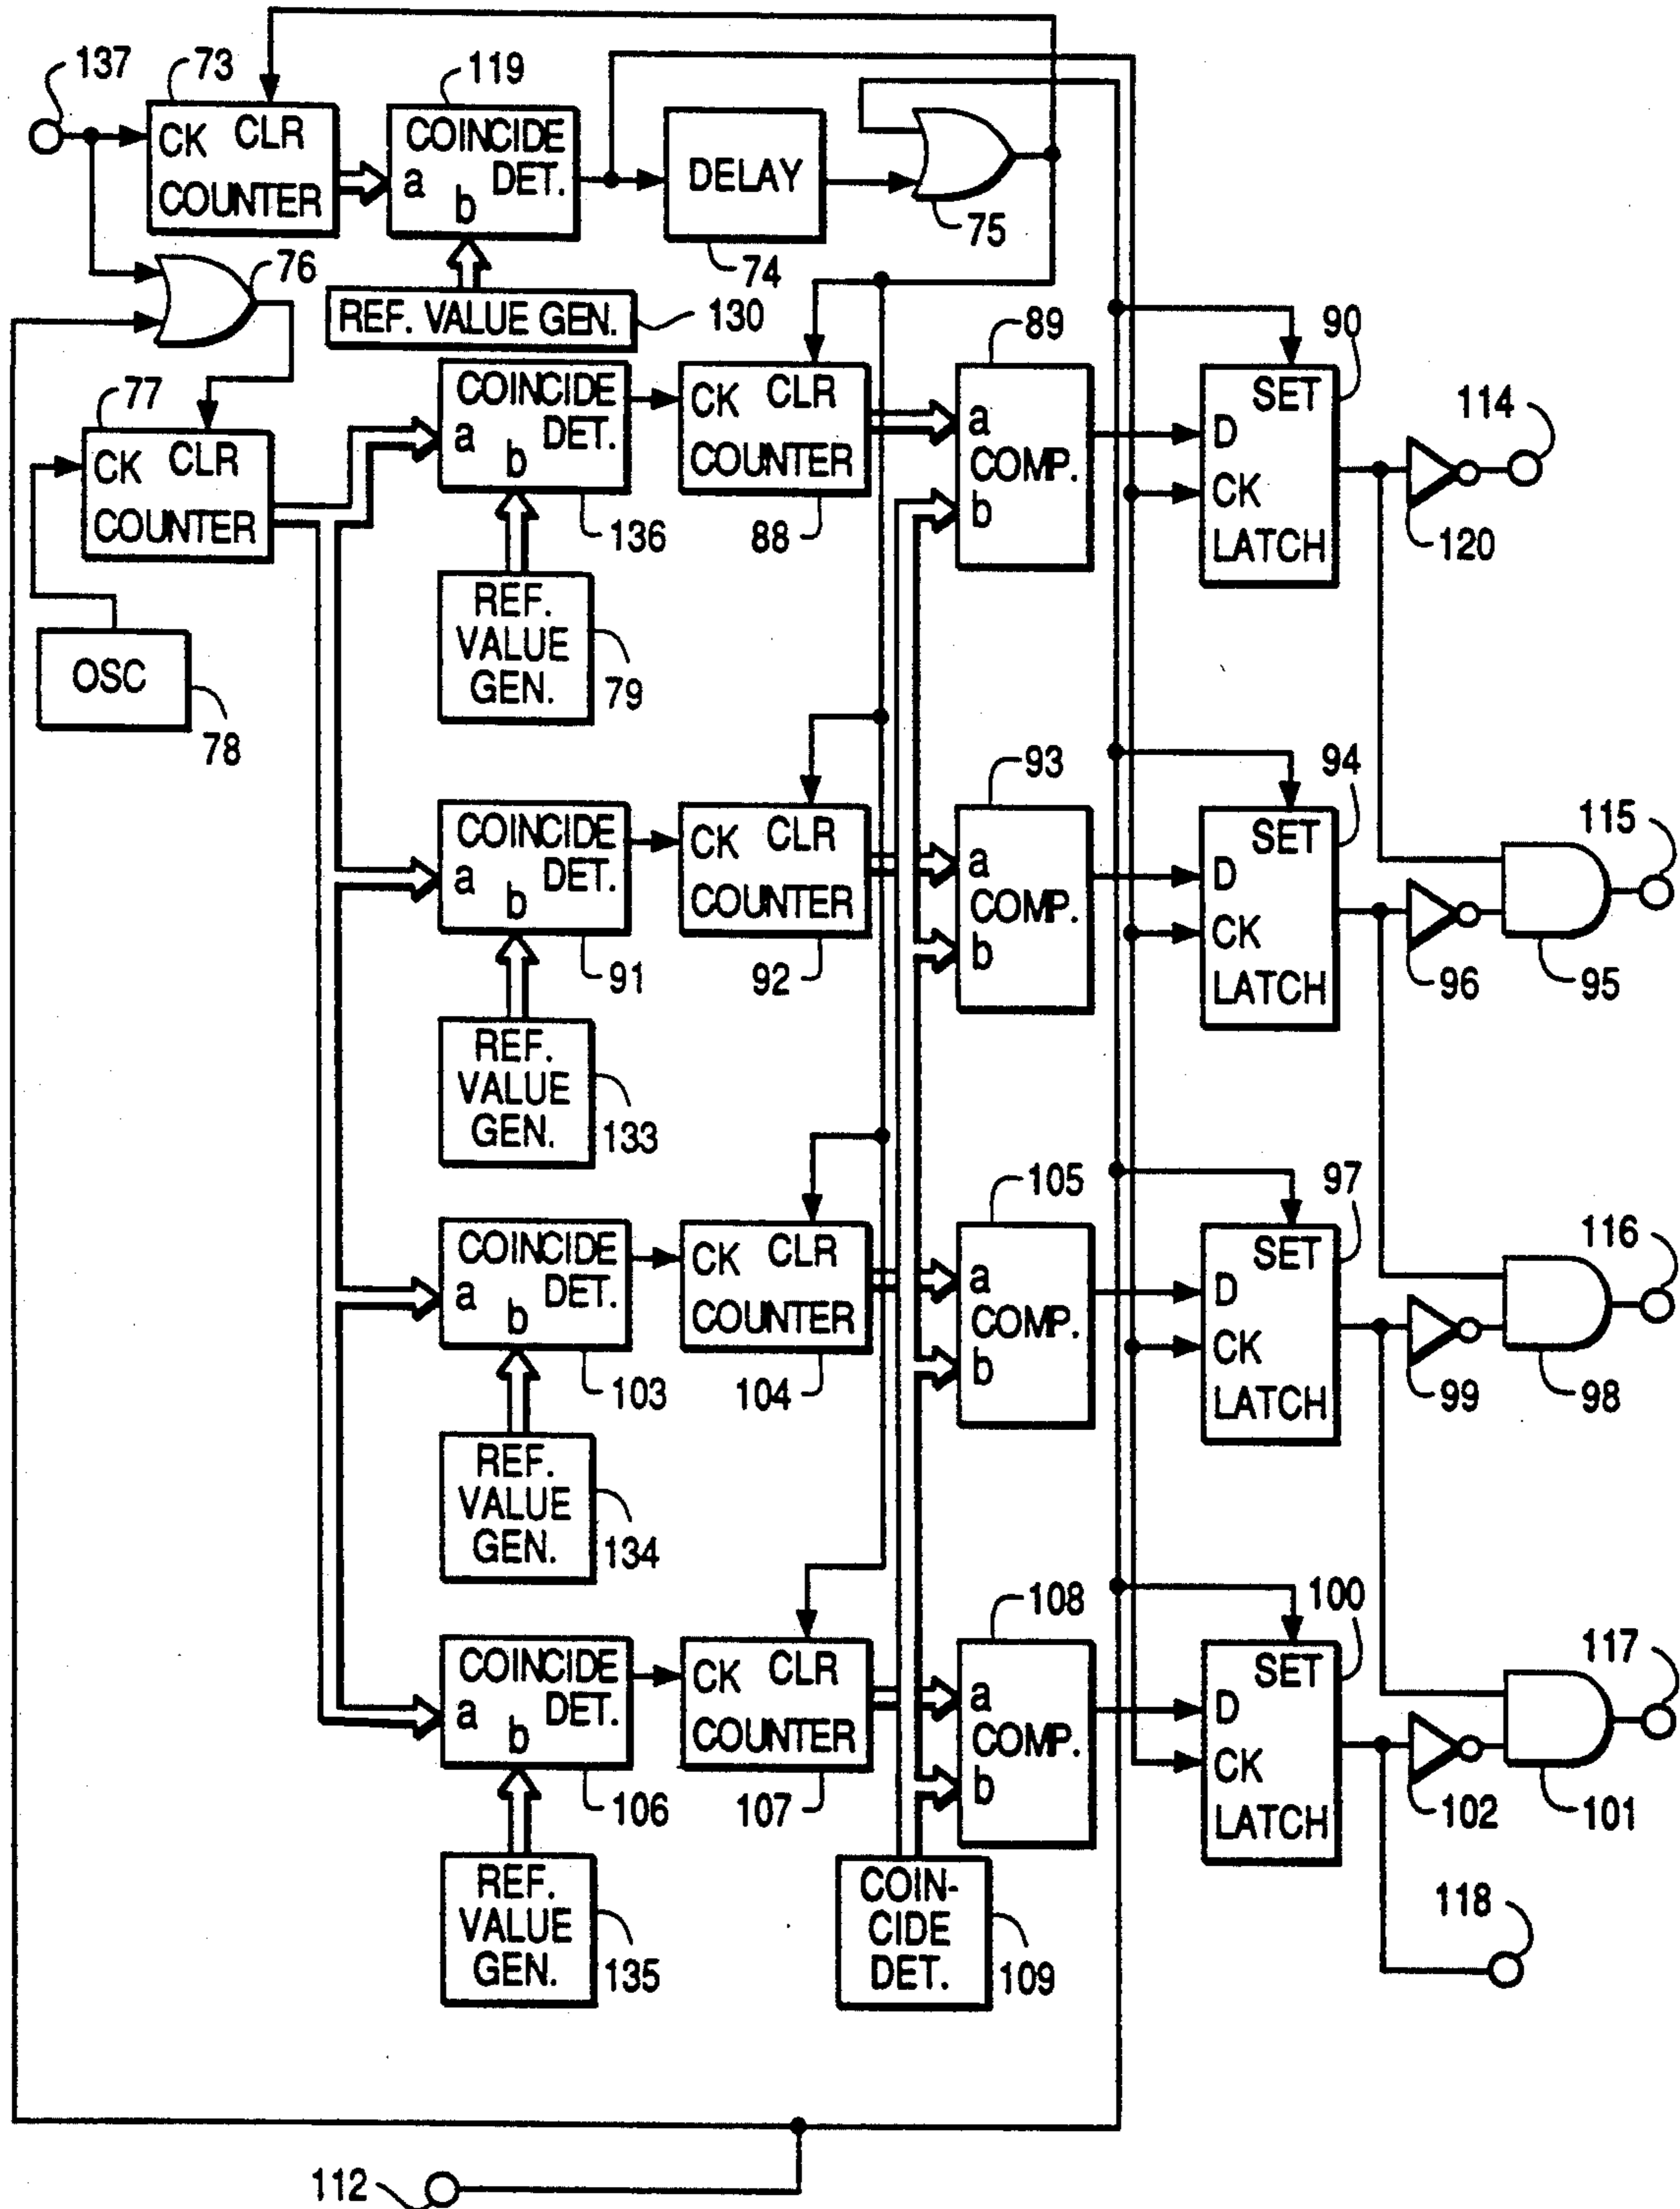 137
73
CK CLR
COUNTER
119
COINCIDE
DET.
a
b
DELAY
74
75
76
REF. VALUE GEN.
130
77
CK CLR
COUNTER
OSC
78
COINCIDE
DET.
a
b
136
REF.
VALUE
GEN.
79
CK CLR
COUNTER
88
89
a
COMP.
b
90
SET
D
CK
LATCH
120
114
COINCIDE
DET.
a
b
91
REF.
VALUE
GEN.
133
CK CLR
COUNTER
92
93
a
COMP.
b
94
SET
D
CK
LATCH
96
95
115
COINCIDE
DET.
a
b
103
REF.
VALUE
GEN.
134
CK CLR
COUNTER
104
105
a
COMP.
b
97
SET
D
CK
LATCH
99
98
116
COINCIDE
DET.
a
b
106
REF.
VALUE
GEN.
135
CK CLR
COUNTER
107
108
a
COMP.
b
100
SET
D
CK
LATCH
102
101
117
COIN-
CIDE
DET.
109
118
112